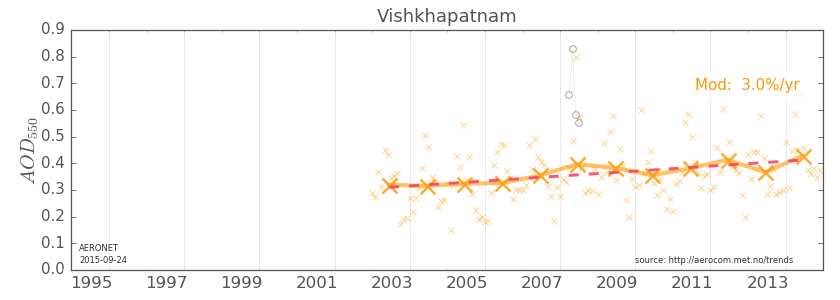 Vishkhapatnam
0.9
0.8
0.7
0.6
0.5
0.4
0.3
0.2
0.1
0.0
AOD550
Mod: 3.0%/yr
AERONET
2015-09-24
source: http://aerocom.met.no/trends
1995 1997 1999 2001 2003 2005 2007 2009 2011 2013